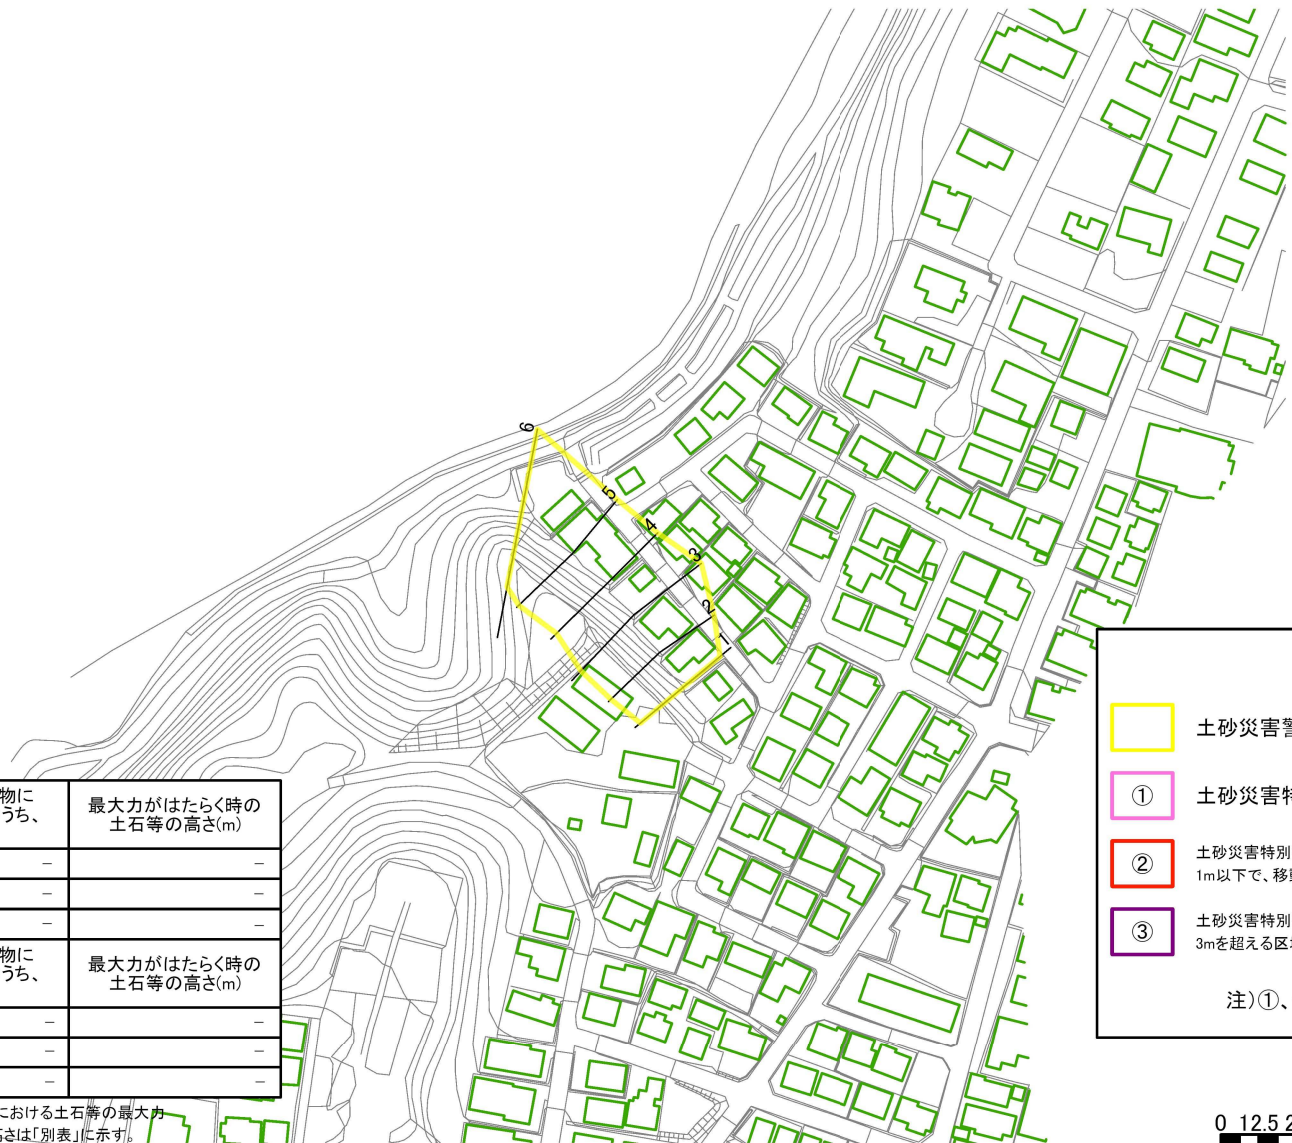 6
5
4
3
2
1
物に
うち、
最大力がはたらく時の
土石等の高さ(m)
－ －
－ －
－ －
物に
うち、
最大力がはたらく時の
土石等の高さ(m)
－ －
－ －
－ －
における土石等の最大力
高さは「別表」に示す。
土砂災害警
① 土砂災害特
② 土砂災害特別
1m以下で、移動
③ 土砂災害特別
3mを超える区域
注)①、
0 12.5 2